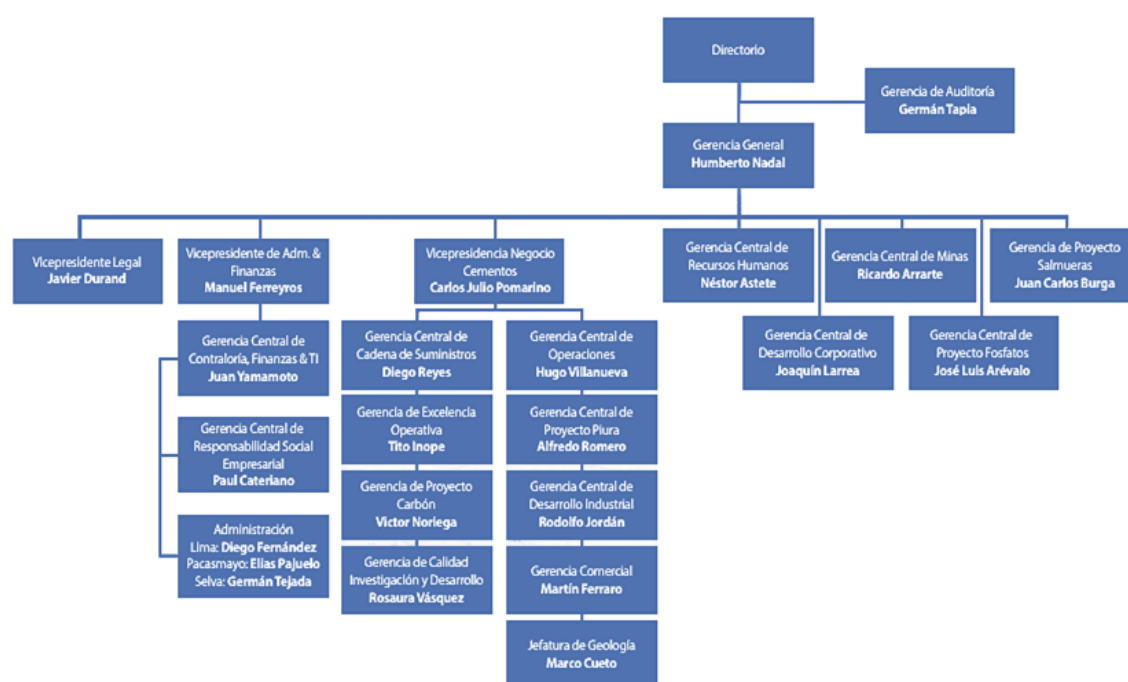 Directorio
Gerencia de Auditoría
Germán Tapia
Gerencia General
Humberto Nadal
Vicepresidente Legal
Javier Durand
Vicepresidente de Adm. &
Finanzas
Manuel Ferreyros
Vicepresidencia Negocio
Cementos
Carlos Julio Pomarino
Gerencia Central de
Recursos Humanos
Néstor Astete
Gerencia Central de Minas
Ricardo Arrarte
Gerencia de Proyecto
Salmueras
Juan Carlos Burga
Gerencia Central de
Desarrollo Corporativo
Joaquín Larrea
Gerencia Central de
Proyecto Fosfatos
José Luis Arévalo
Gerencia Central de
Contraloría, Finanzas & TI
Juan Yamamoto
Gerencia Central de
Responsabilidad Social
Empresarial
Paul Cateriano
Administración
Lima: Diego Fernández
Pacasmayo: Elias Pajuelo
Selva: Germán Tejada
Gerencia Central de
Cadena de Suministros
Diego Reyes
Gerencia de Excelencia
Operativa
Tito Inope
Gerencia de Proyecto
Carbón
Victor Noriega
Gerencia de Calidad
Investigación y Desarrollo
Rosaura Vásquez
Gerencia Central de
Operaciones
Hugo Villanueva
Gerencia Central de
Proyecto Piura
Alfredo Romero
Gerencia Central de
Desarrollo Industrial
Rodolfo Jordán
Gerencia Comercial
Martín Ferraro
Jefatura de Geología
Marco Cueto